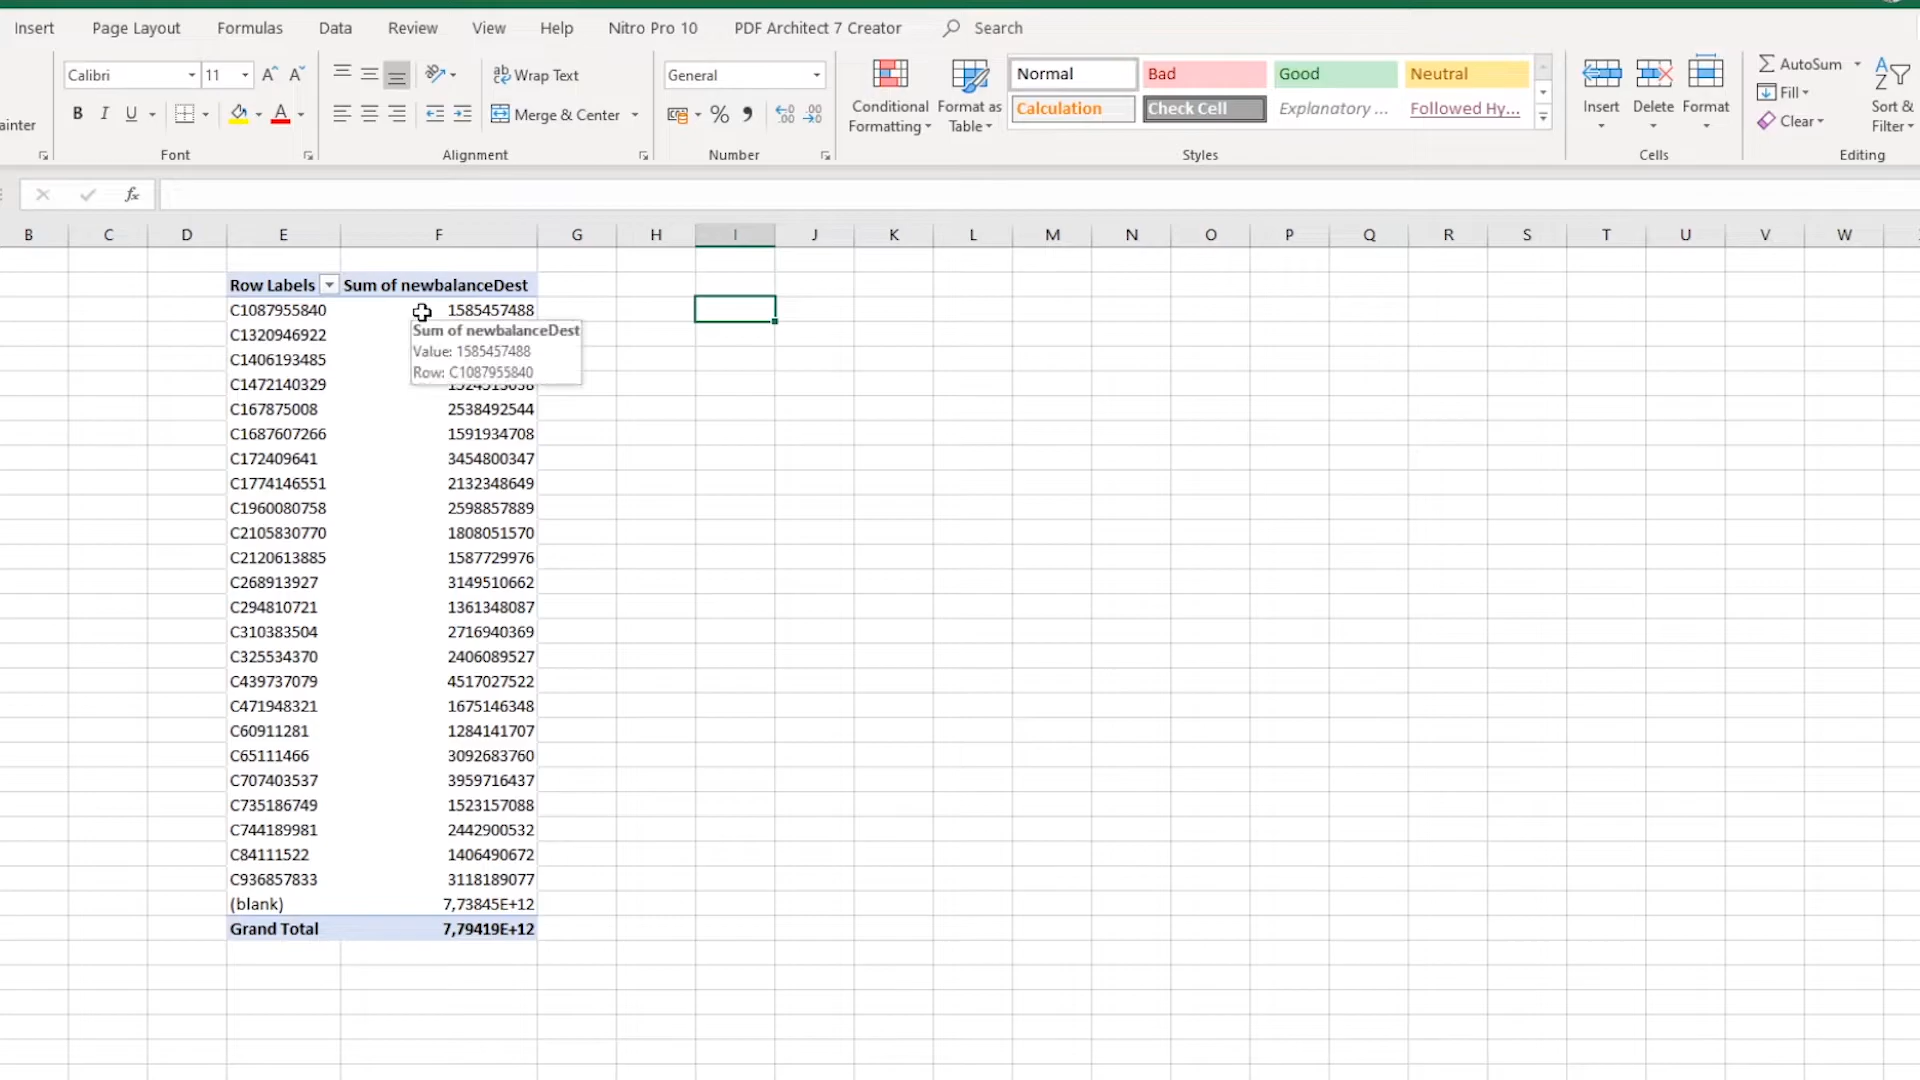 Insert Page Layout Formulas Data Review View Help Nitro Pro 10 PDF Architect 7 Creator Search
Calibri 11 A A ab Wrap Text General Normal Bad Good Neutral AutoSum
Conditional Formatting Format as Table Insert Delete Format Fill Sort & Filter
ainter B I U A Merge & Center % Calculation Check Cell Explanatory ... Followed Hy... Clear
Font Alignment Number Styles Cells Editing
fx
B C D E F G H I J K L M N O P Q R S T U V W
Row Labels Sum of newbalanceDest
C1087955840 1585457488
C1320946922
Sum of newbalanceDest
Value: 1585457488
Row: C1087955840
C1406193485
C1472140329
C167875008 2538492544
C1687607266 1591934708
C172409641 3454800347
C1774146551 2132348649
C1960080758 2598857889
C2105830770 1808051570
C2120613885 1587729976
C268913927 3149510662
C294810721 1361348087
C310383504 2716940369
C325534370 2406089527
C439737079 4517027522
C471948321 1675146348
C60911281 1284141707
C65111466 3092683760
C707403537 3959716437
C735186749 1523157088
C744189981 2442900532
C84111522 1406490672
C936857833 3118189077
(blank) 7,73845E+12
Grand Total 7,79419E+12